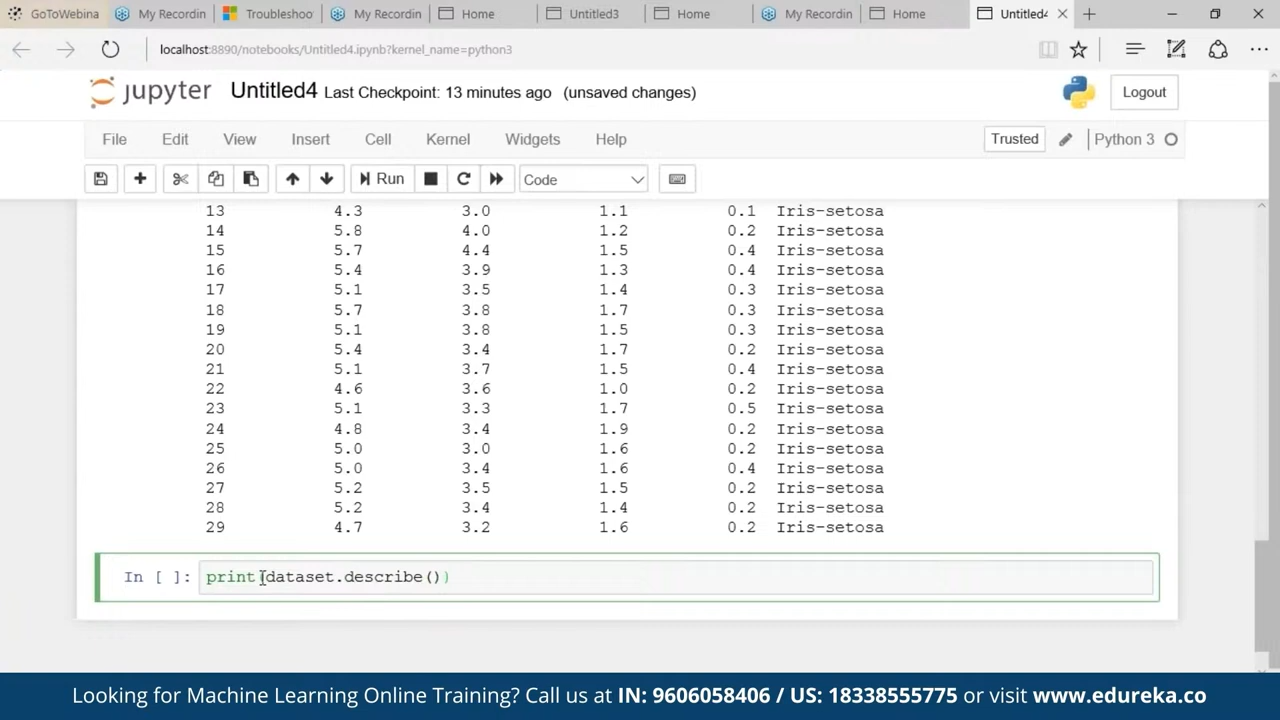 GoToWebina My Recordin Troubleshoo My Recordin Home Untitled3 Home My Recordin Home Untitled4
localhost:8890/notebooks/Untitled4.ipynb?kernel_name=python3
jupyter Untitled4 Last Checkpoint: 13 minutes ago (unsaved changes) Logout
File Edit View Insert Cell Kernel Widgets Help Trusted Python 3
Run Code
13 4.3 3.0 1.1 0.1 Iris-setosa
14 5.8 4.0 1.2 0.2 Iris-setosa
15 5.7 4.4 1.5 0.4 Iris-setosa
16 5.4 3.9 1.3 0.4 Iris-setosa
17 5.1 3.5 1.4 0.3 Iris-setosa
18 5.7 3.8 1.7 0.3 Iris-setosa
19 5.1 3.8 1.5 0.3 Iris-setosa
20 5.4 3.4 1.7 0.2 Iris-setosa
21 5.1 3.7 1.5 0.4 Iris-setosa
22 4.6 3.6 1.0 0.2 Iris-setosa
23 5.1 3.3 1.7 0.5 Iris-setosa
24 4.8 3.4 1.9 0.2 Iris-setosa
25 5.0 3.0 1.6 0.2 Iris-setosa
26 5.0 3.4 1.6 0.4 Iris-setosa
27 5.2 3.5 1.5 0.2 Iris-setosa
28 5.2 3.4 1.4 0.2 Iris-setosa
29 4.7 3.2 1.6 0.2 Iris-setosa
In [ ]: print(dataset.describe())
Looking for Machine Learning Online Training? Call us at IN: 9606058406 / US: 18338555775 or visit www.edureka.co